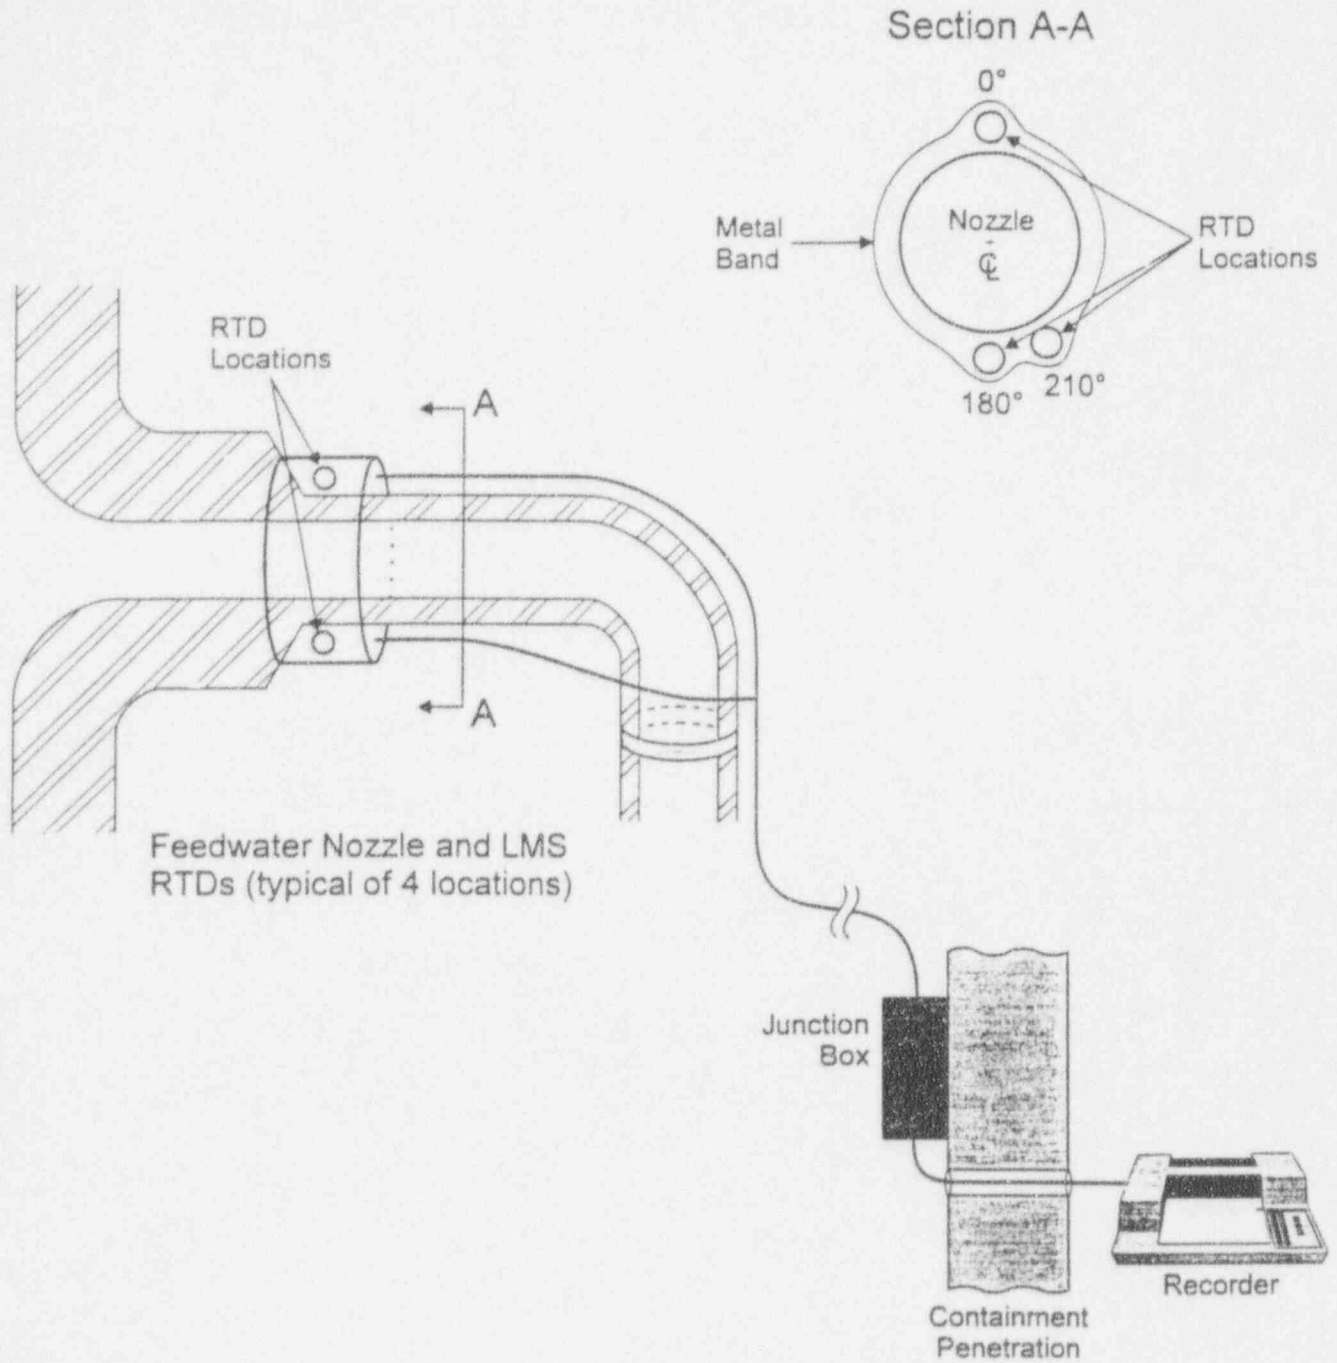 Section A-A
0°
Metal
Band
Nozzle
℄
RTD
Locations
180°
210°
RTD
Locations
A
A
Feedwater Nozzle and LMS
RTDs (typical of 4 locations)
Junction
Box
Recorder
Containment
Penetration